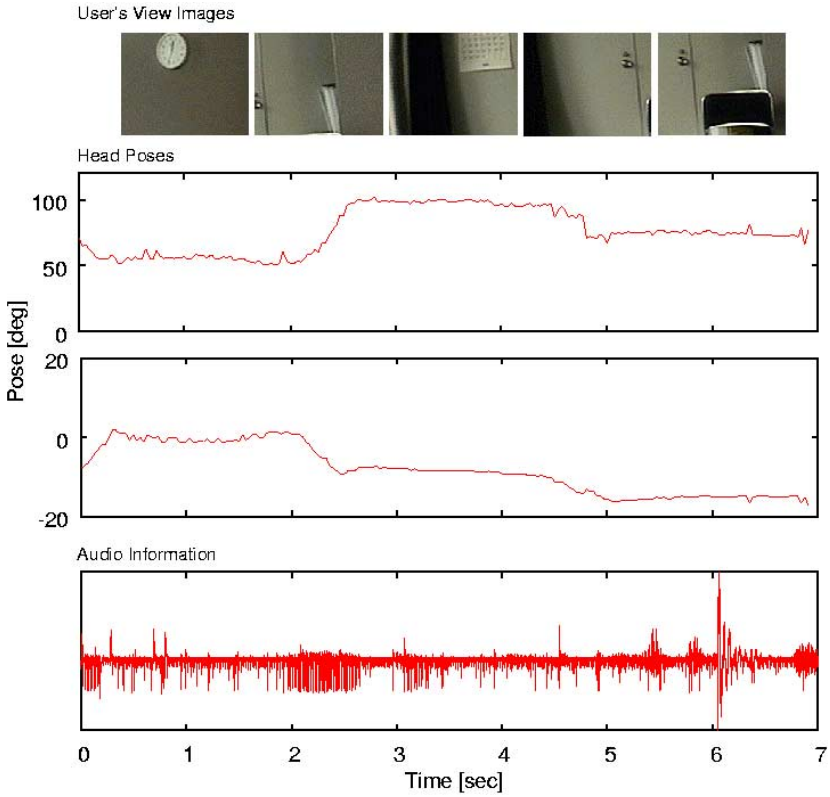 User's View Images
Head Poses
100
50
0
Pose [deg]
20
0
-20
Audio Information
0 1 2 3 4 5 6 7
Time [sec]